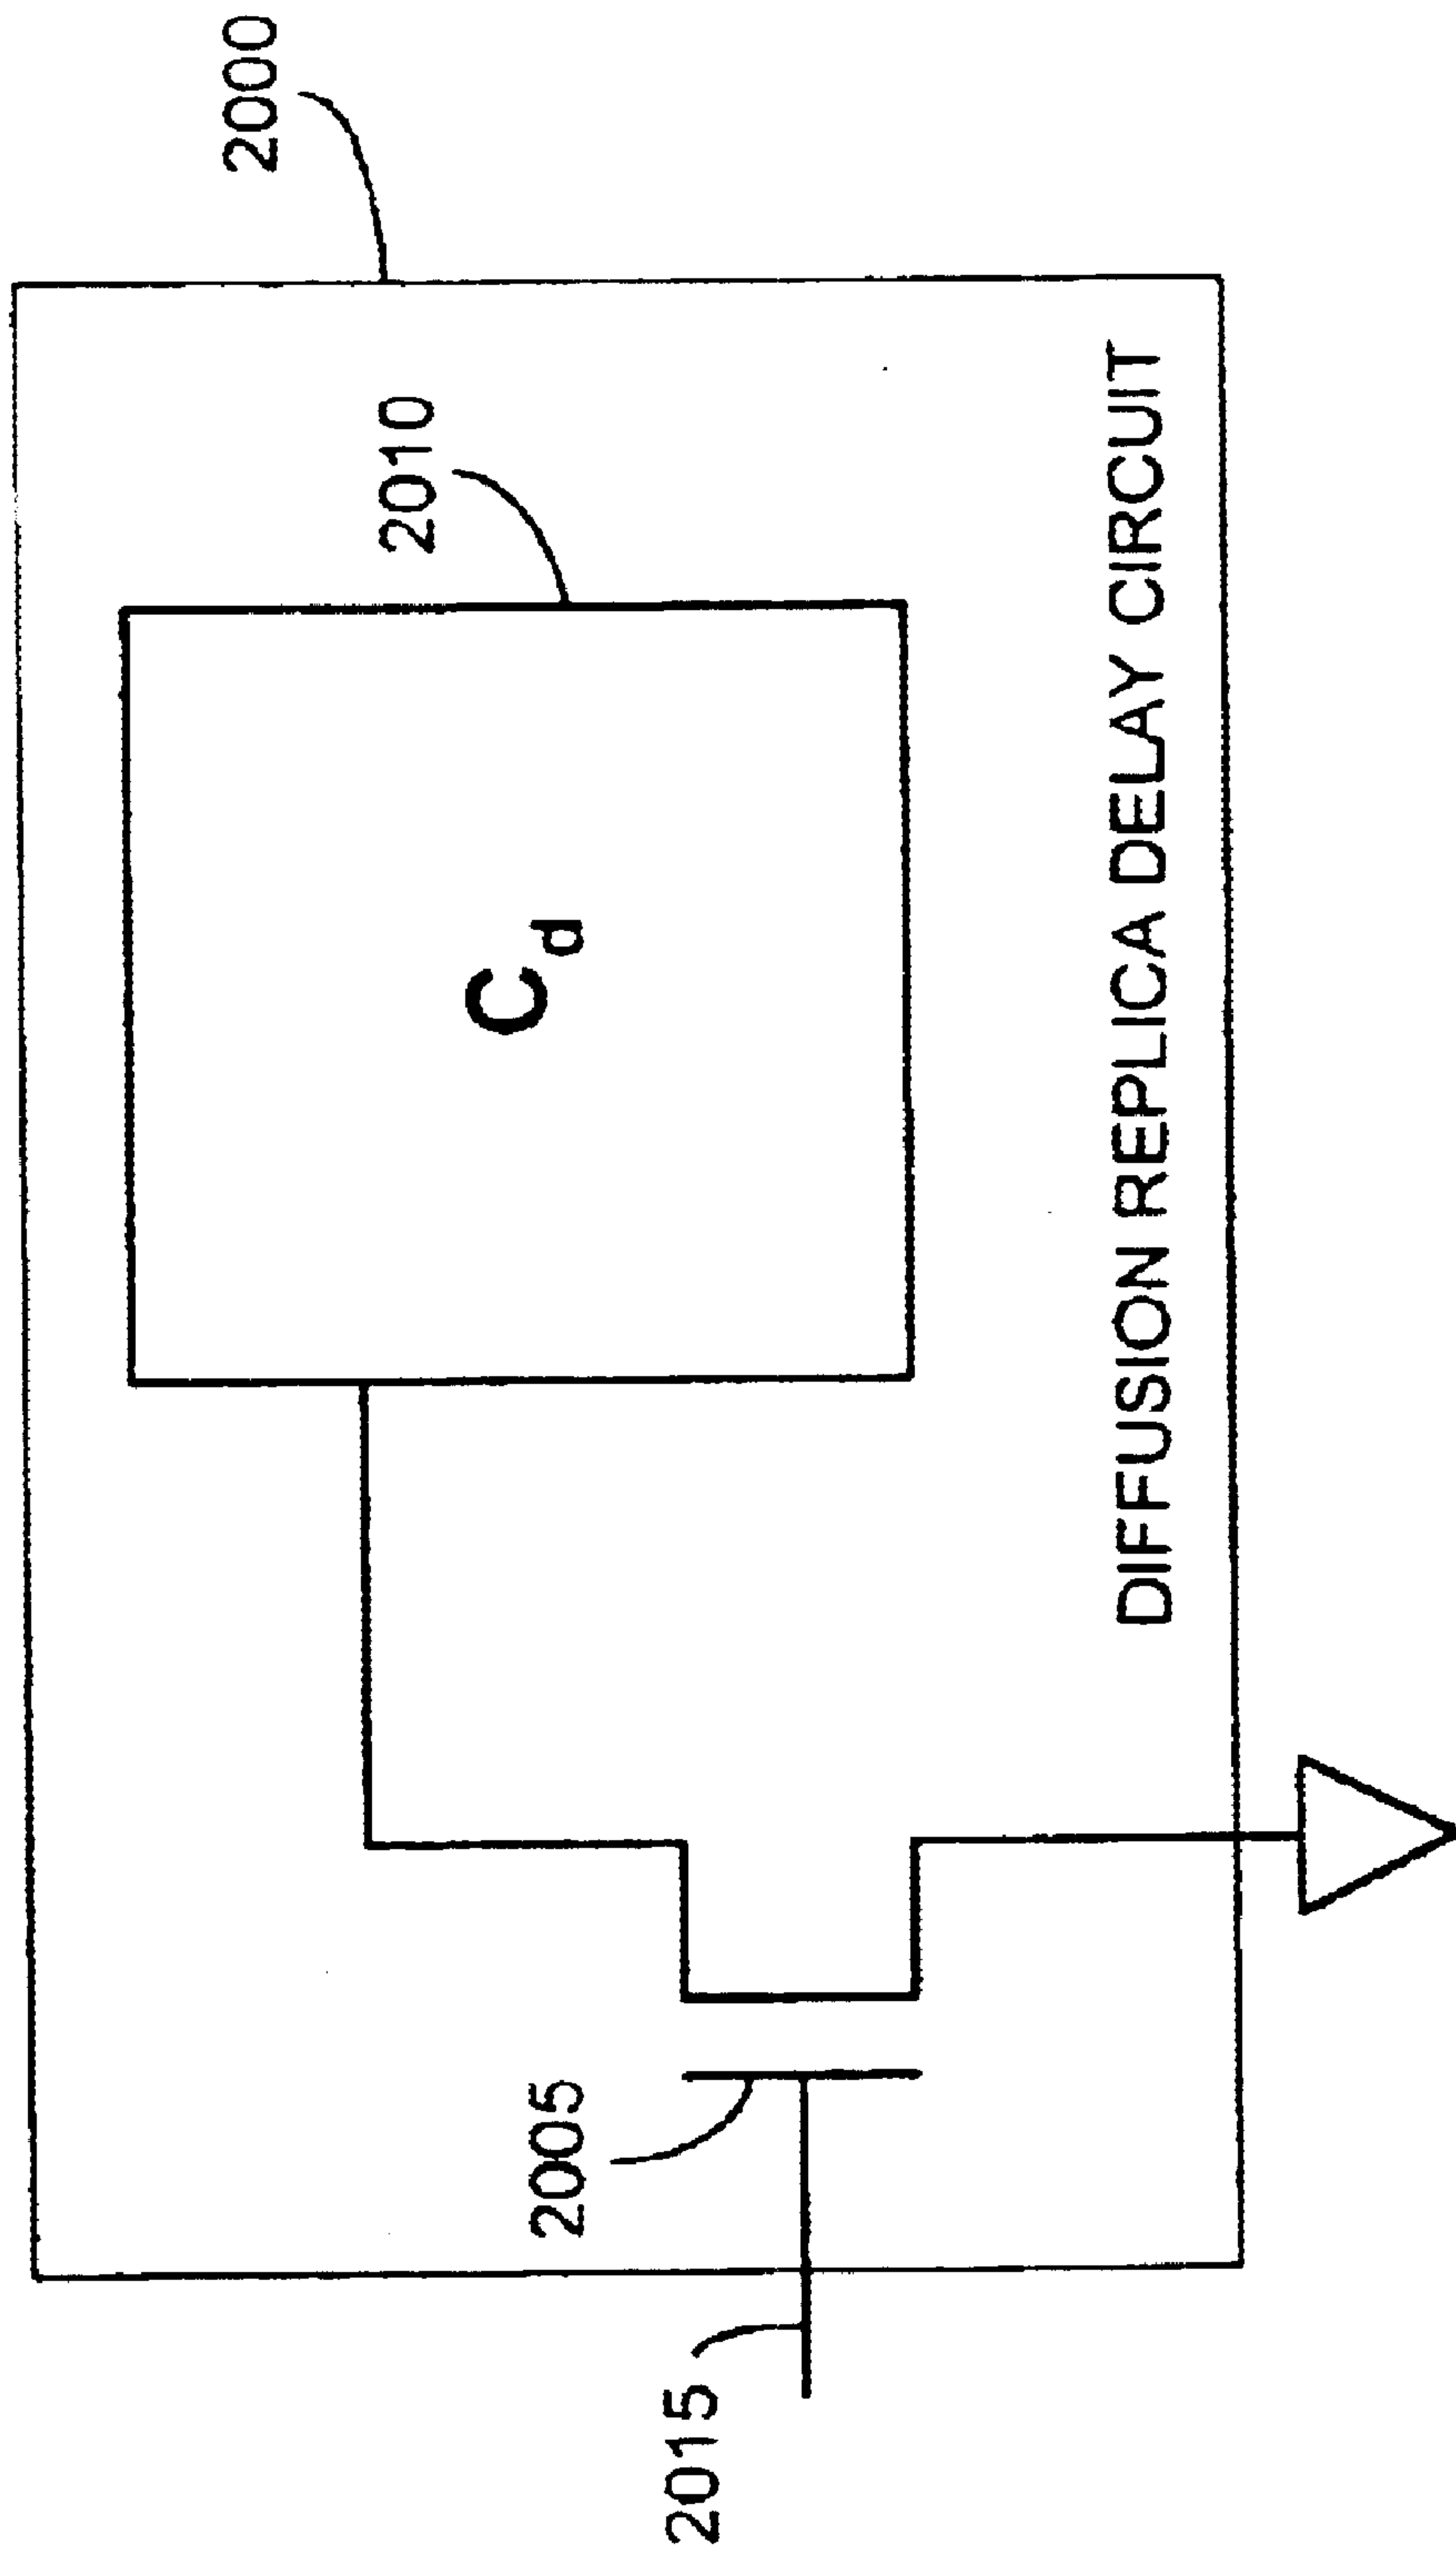 2000
2010
C_d
2005
2015
DIFFUSION REPLICA DELAY CIRCUIT